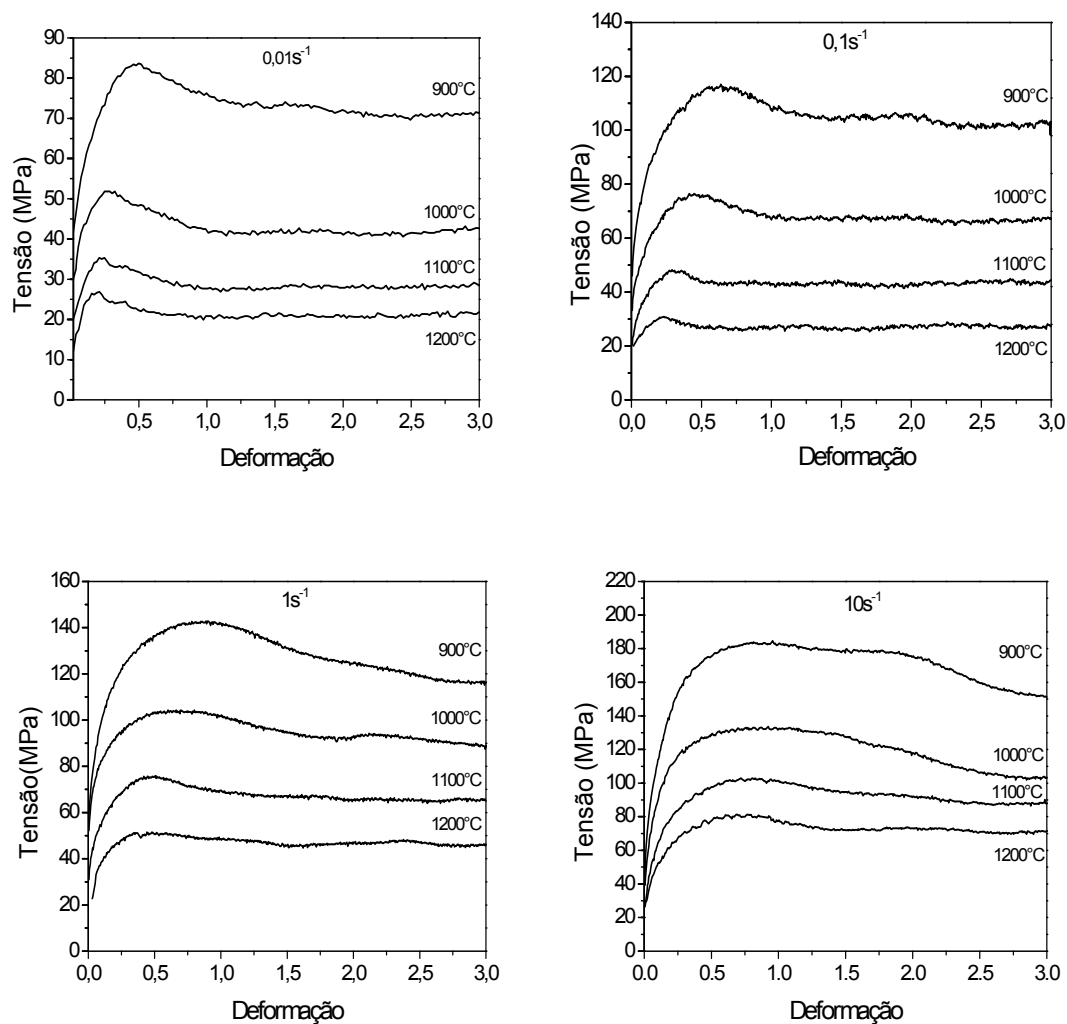 0,01s⁻¹
90
80
70
60
50
40
30
20
10
0
Tensão (MPa)
900°C
1000°C
1100°C
1200°C
0,5 1,0 1,5 2,0 2,5 3,0
Deformação
0,1s⁻¹
140
120
100
80
60
40
20
0
Tensão (MPa)
900°C
1000°C
1100°C
1200°C
0,0 0,5 1,0 1,5 2,0 2,5 3,0
Deformação
1s⁻¹
160
140
120
100
80
60
40
20
0
Tensão(MPa)
900°C
1000°C
1100°C
1200°C
0,0 0,5 1,0 1,5 2,0 2,5 3,0
Deformação
10s⁻¹
220
200
180
160
140
120
100
80
60
40
20
0
Tensão (MPa)
900°C
1000°C
1100°C
1200°C
0.0 0.5 1.0 1.5 2.0 2.5 3.0
Deformação